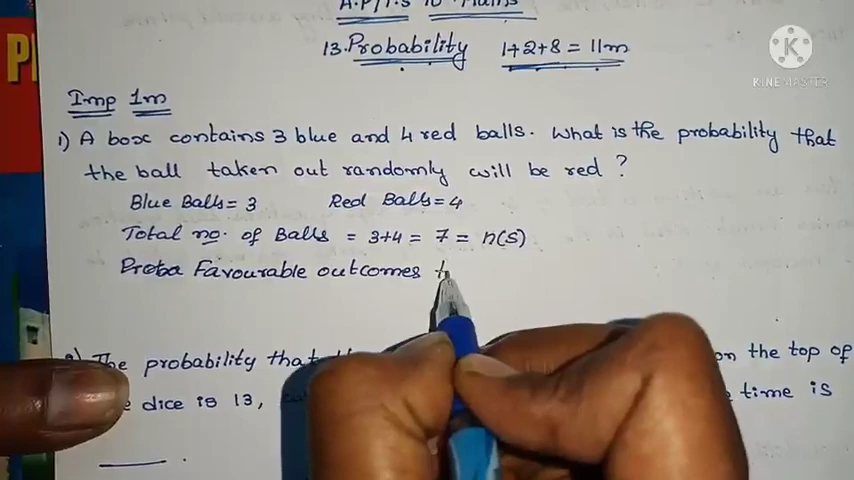 13. Probability 1+2+8 = 11m
KINEMASTER
Imp 1m
1) A box contains 3 blue and 4 red balls. What is the probability that
the ball taken out randomly will be red ?
Blue Balls = 3 Red Balls = 4
Total no. of Balls = 3+4 = 7 = n(S)
Proba Favourable outcomes
The probability that on the top of
dice is 13, time is